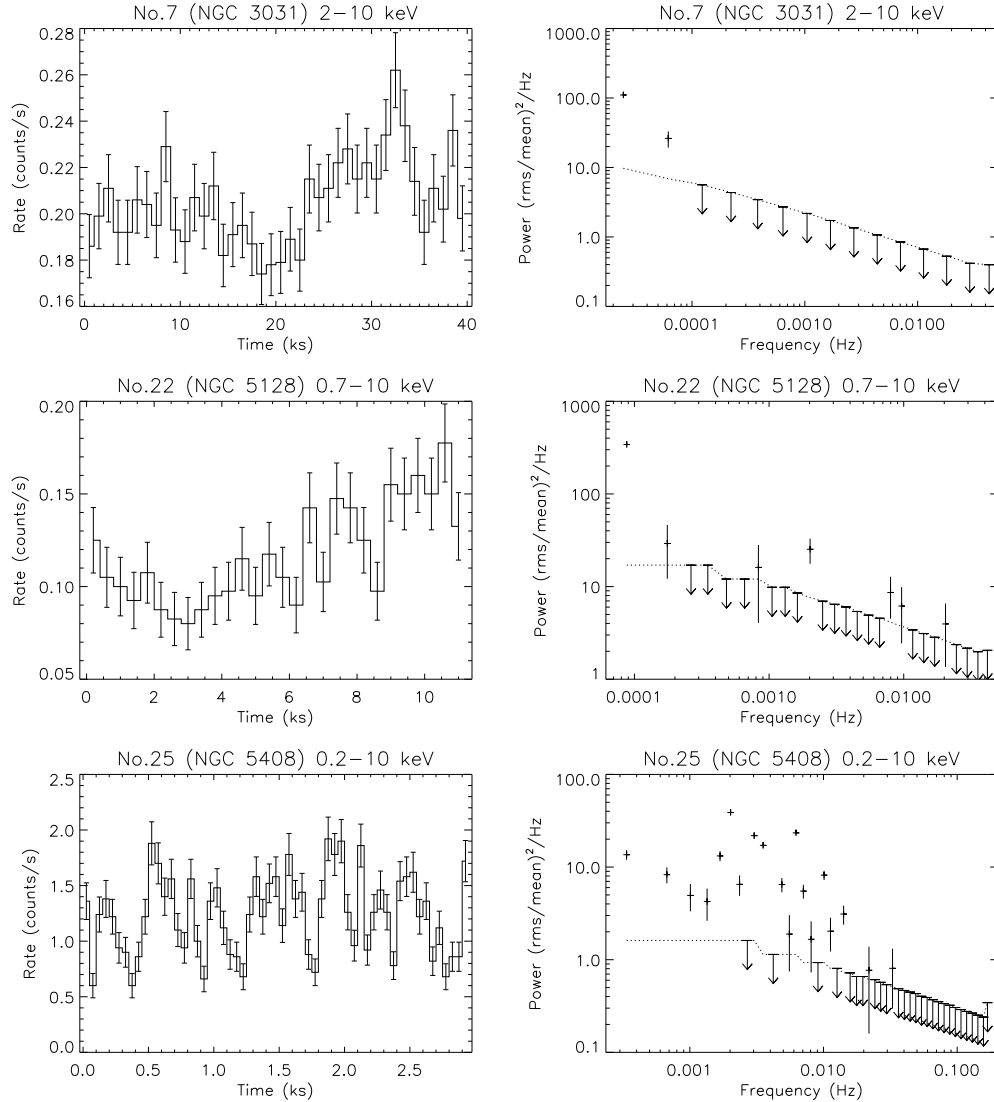 No.7 (NGC 3031) 2-10 keV
Rate (counts/s)
0.28
0.26
0.24
0.22
0.20
0.18
0.16
0 10 20 30 40
Time (ks)
No.7 (NGC 3031) 2-10 keV
Power (rms/mean)²/Hz
1000.0
100.0
10.0
1.0
0.1
0.0001 0.0010 0.0100
Frequency (Hz)
No.22 (NGC 5128) 0.7-10 keV
Rate (counts/s)
0.20
0.15
0.10
0.05
0 2 4 6 8 10
Time (ks)
No.22 (NGC 5128) 0.7-10 keV
Power (rms/mean)²/Hz
1000
100
10
1
0.0001 0.0010 0.0100
Frequency (Hz)
No.25 (NGC 5408) 0.2-10 keV
Rate (counts/s)
2.5
2.0
1.5
1.0
0.5
0.0
0.0 0.5 1.0 1.5 2.0 2.5
Time (ks)
No.25 (NGC 5408) 0.2-10 keV
Power (rms/mean)²/Hz
100.0
10.0
1.0
0.1
0.001 0.010 0.100
Frequency (Hz)